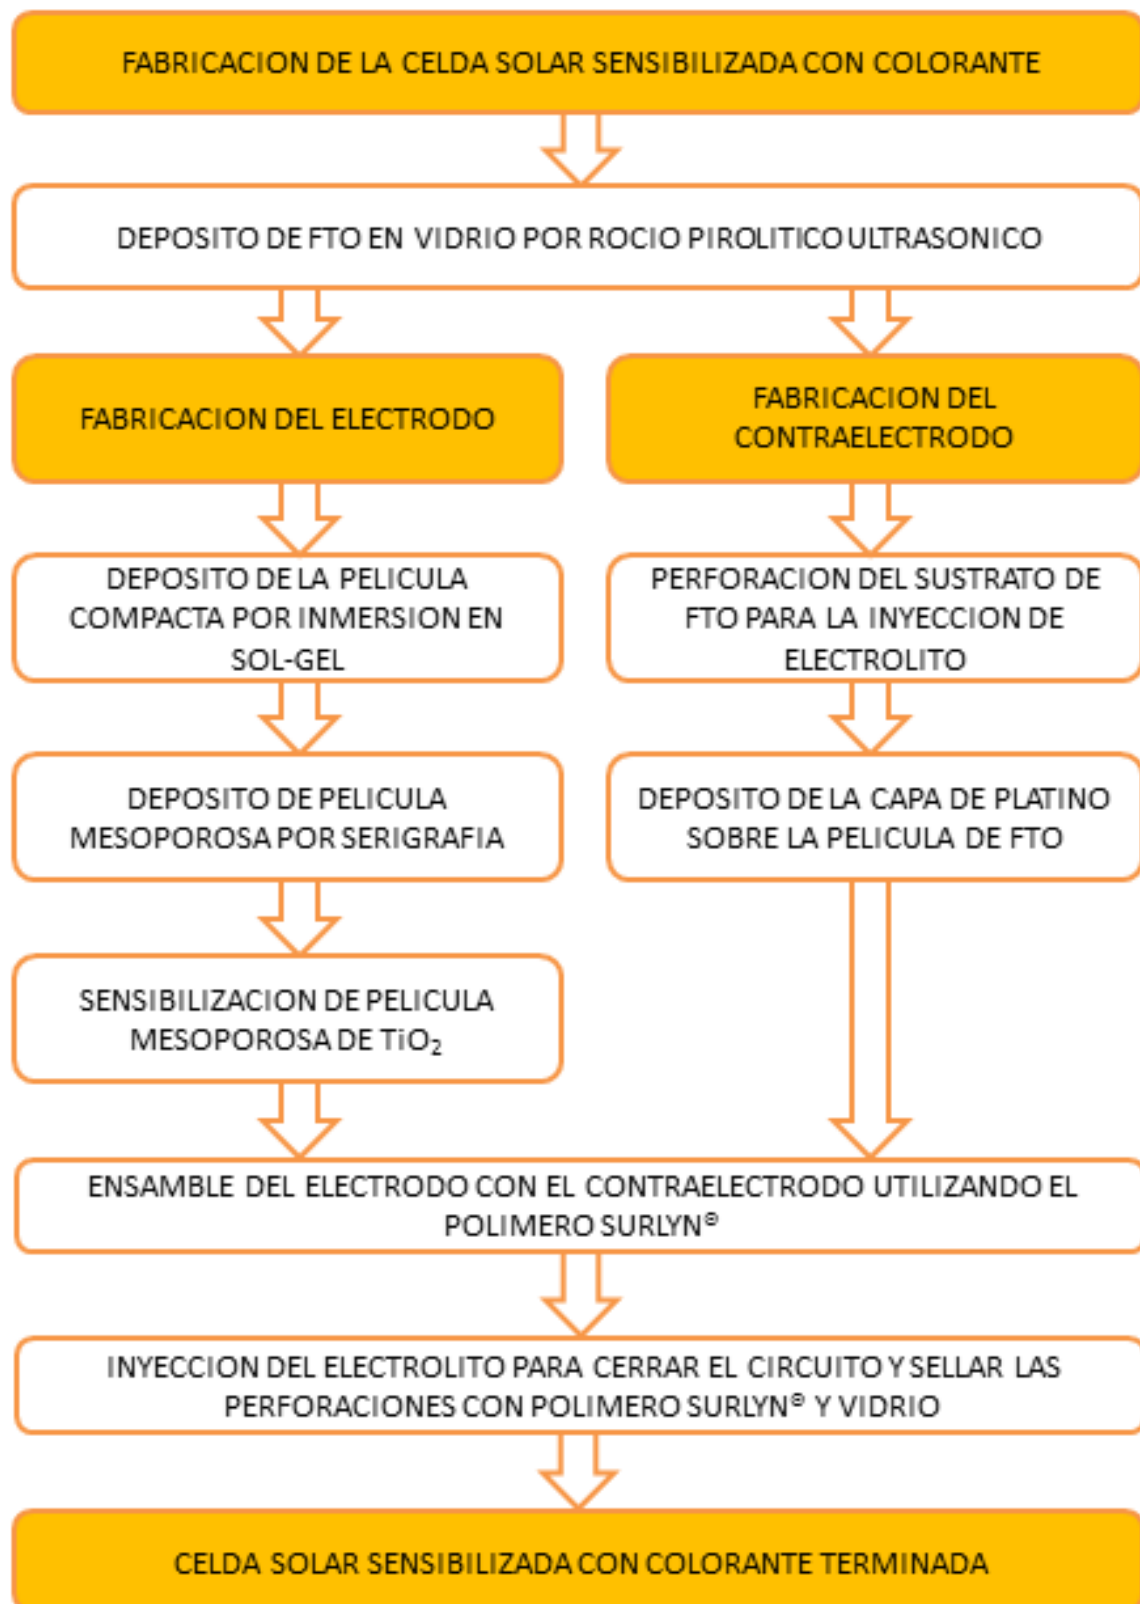 FABRICACION DE LA CELDA SOLAR SENSIBILIZADA CON COLORANTE
DEPOSITO DE FTO EN VIDRIO POR ROCIO PIROLITICO ULTRASONICO
FABRICACION DEL ELECTRODO
FABRICACION DEL
CONTRAELECTRODO
DEPOSITO DE LA PELICULA
COMPACTA POR INMERSION EN
SOL-GEL
PERFORACION DEL SUSTRATO DE
FTO PARA LA INYECCION DE
ELECTROLITO
DEPOSITO DE PELICULA
MESOPOROSA POR SERIGRAFIA
DEPOSITO DE LA CAPA DE PLATINO
SOBRE LA PELICULA DE FTO
SENSIBILIZACION DE PELICULA
MESOPOROSA DE TiO₂
ENSAMBLE DEL ELECTRODO CON EL CONTRAELECTRODO UTILIZANDO EL
POLIMERO SURLYN®
INYECCION DEL ELECTROLITO PARA CERRAR EL CIRCUITO Y SELLAR LAS
PERFORACIONES CON POLIMERO SURLYN® Y VIDRIO
CELDA SOLAR SENSIBILIZADA CON COLORANTE TERMINADA